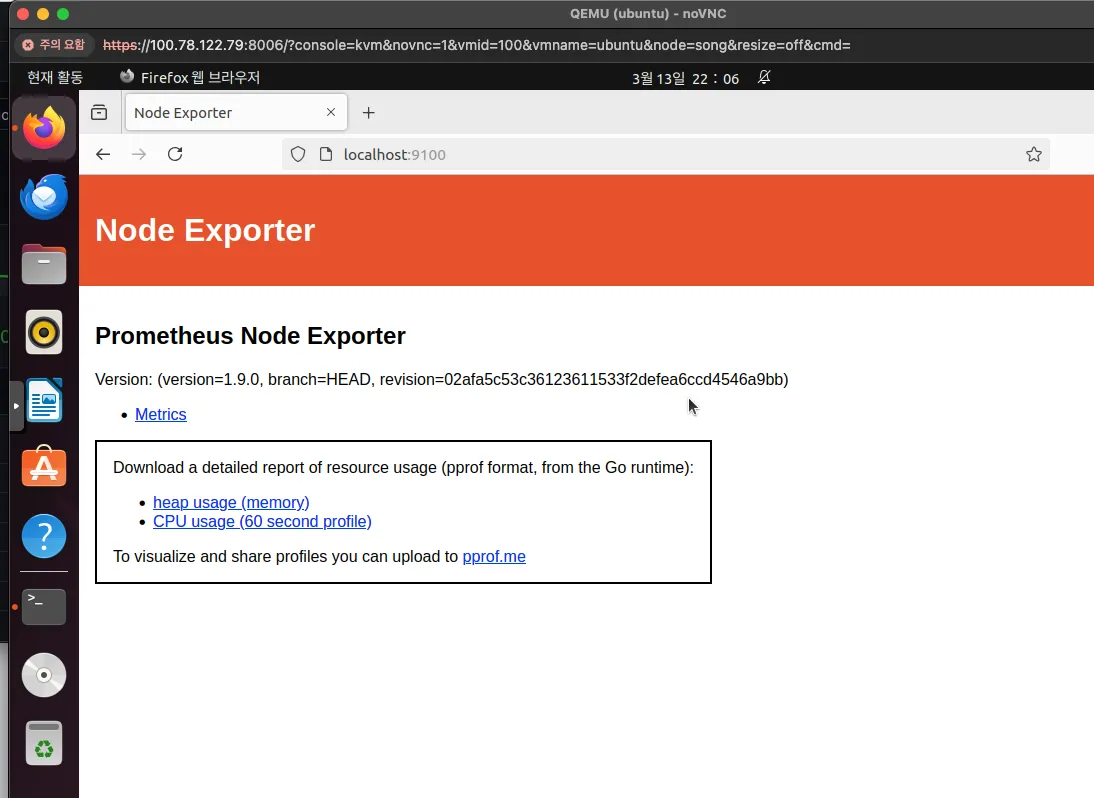 QEMU (ubuntu) - noVNC
주의 요함 https://100.78.122.79:8006/?console=kvm&novnc=1&vmid=100&vmname=ubuntu&node=song&resize=off&cmd=
현재 활동 Firefox 웹 브라우저 3월 13일 22 : 06
Node Exporter
localhost:9100
Node Exporter
Prometheus Node Exporter
Version: (version=1.9.0, branch=HEAD, revision=02afa5c53c36123611533f2defea6ccd4546a9bb)
• Metrics
Download a detailed report of resource usage (pprof format, from the Go runtime):
• heap usage (memory)
• CPU usage (60 second profile)
To visualize and share profiles you can upload to pprof.me